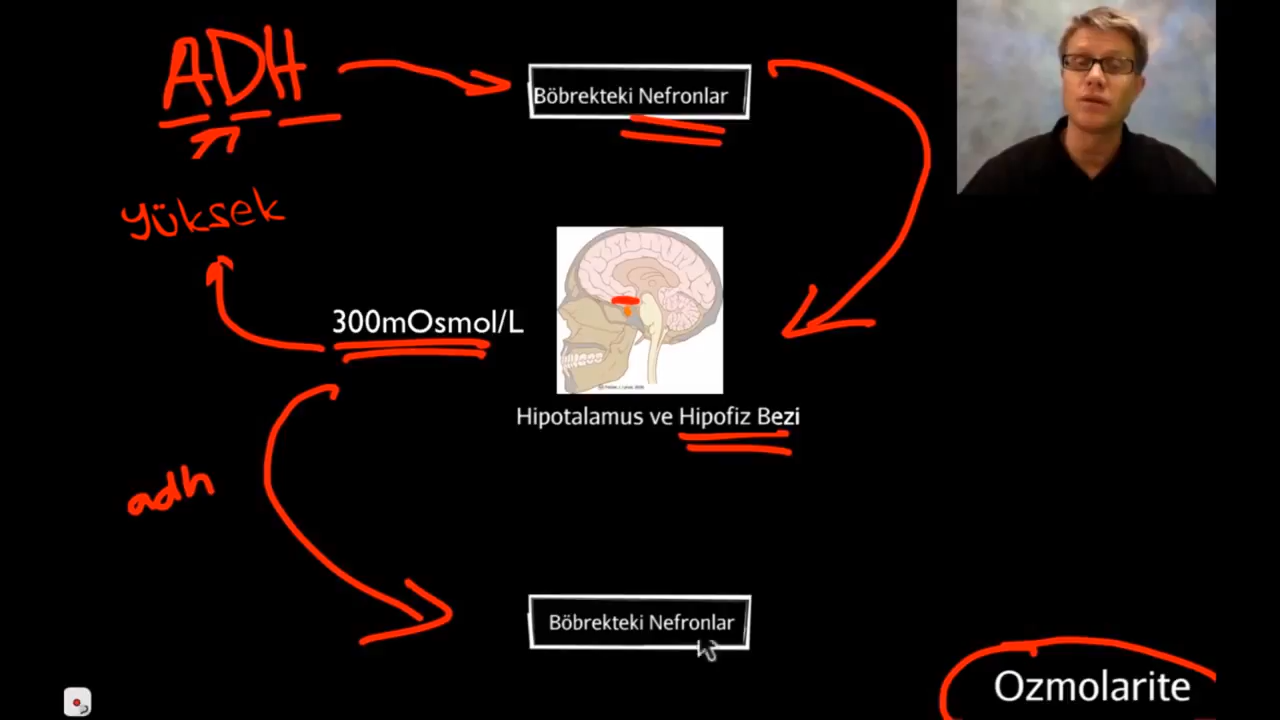 ADH
Böbrekteki Nefronlar
yüksek
300mOsmol/L
Hipotalamus ve Hipofiz Bezi
adh
Böbrekteki Nefronlar
Ozmolarite